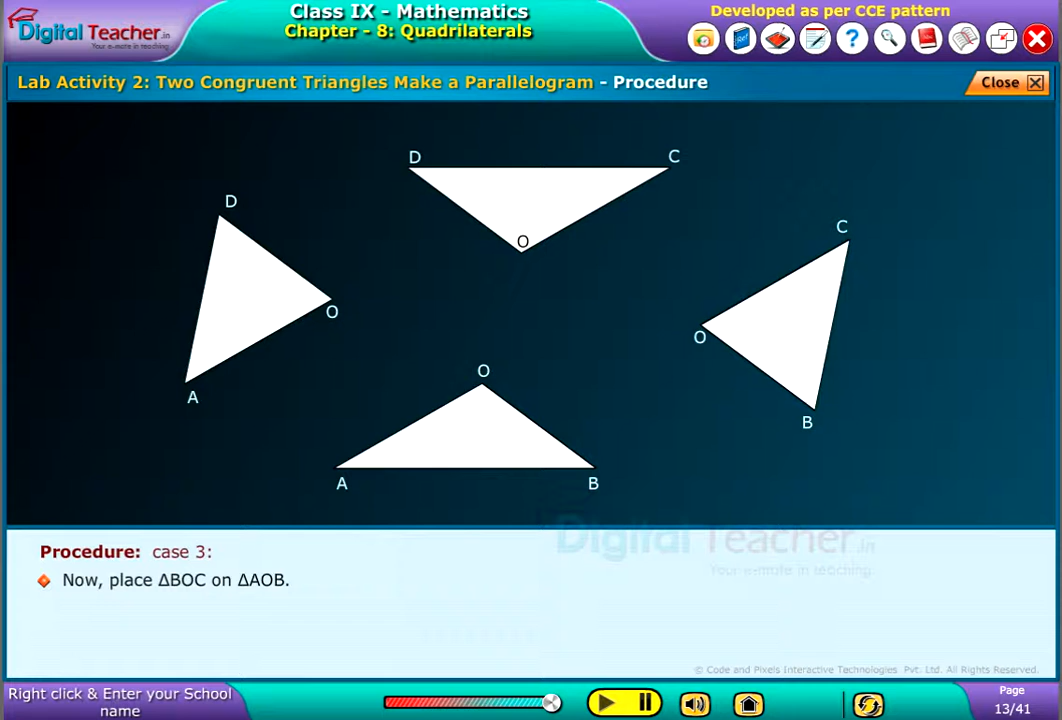 Digital Teacher.in
Your e-mate in teaching.
Class IX - Mathematics
Chapter - 8: Quadrilaterals
Developed as per CCE pattern
Lab Activity 2: Two Congruent Triangles Make a Parallelogram - Procedure
Close
D C
O
D
O
A
C
O
B
O
A B
Procedure: case 3:
Now, place ΔBOC on ΔAOB.
Digital Teacher.in
Your e-mate in teaching.
© Code and Pixels Interactive Technologies Pvt: Ltd. All Rights Reserved.
Right click & Enter your School
name
Page
13/41